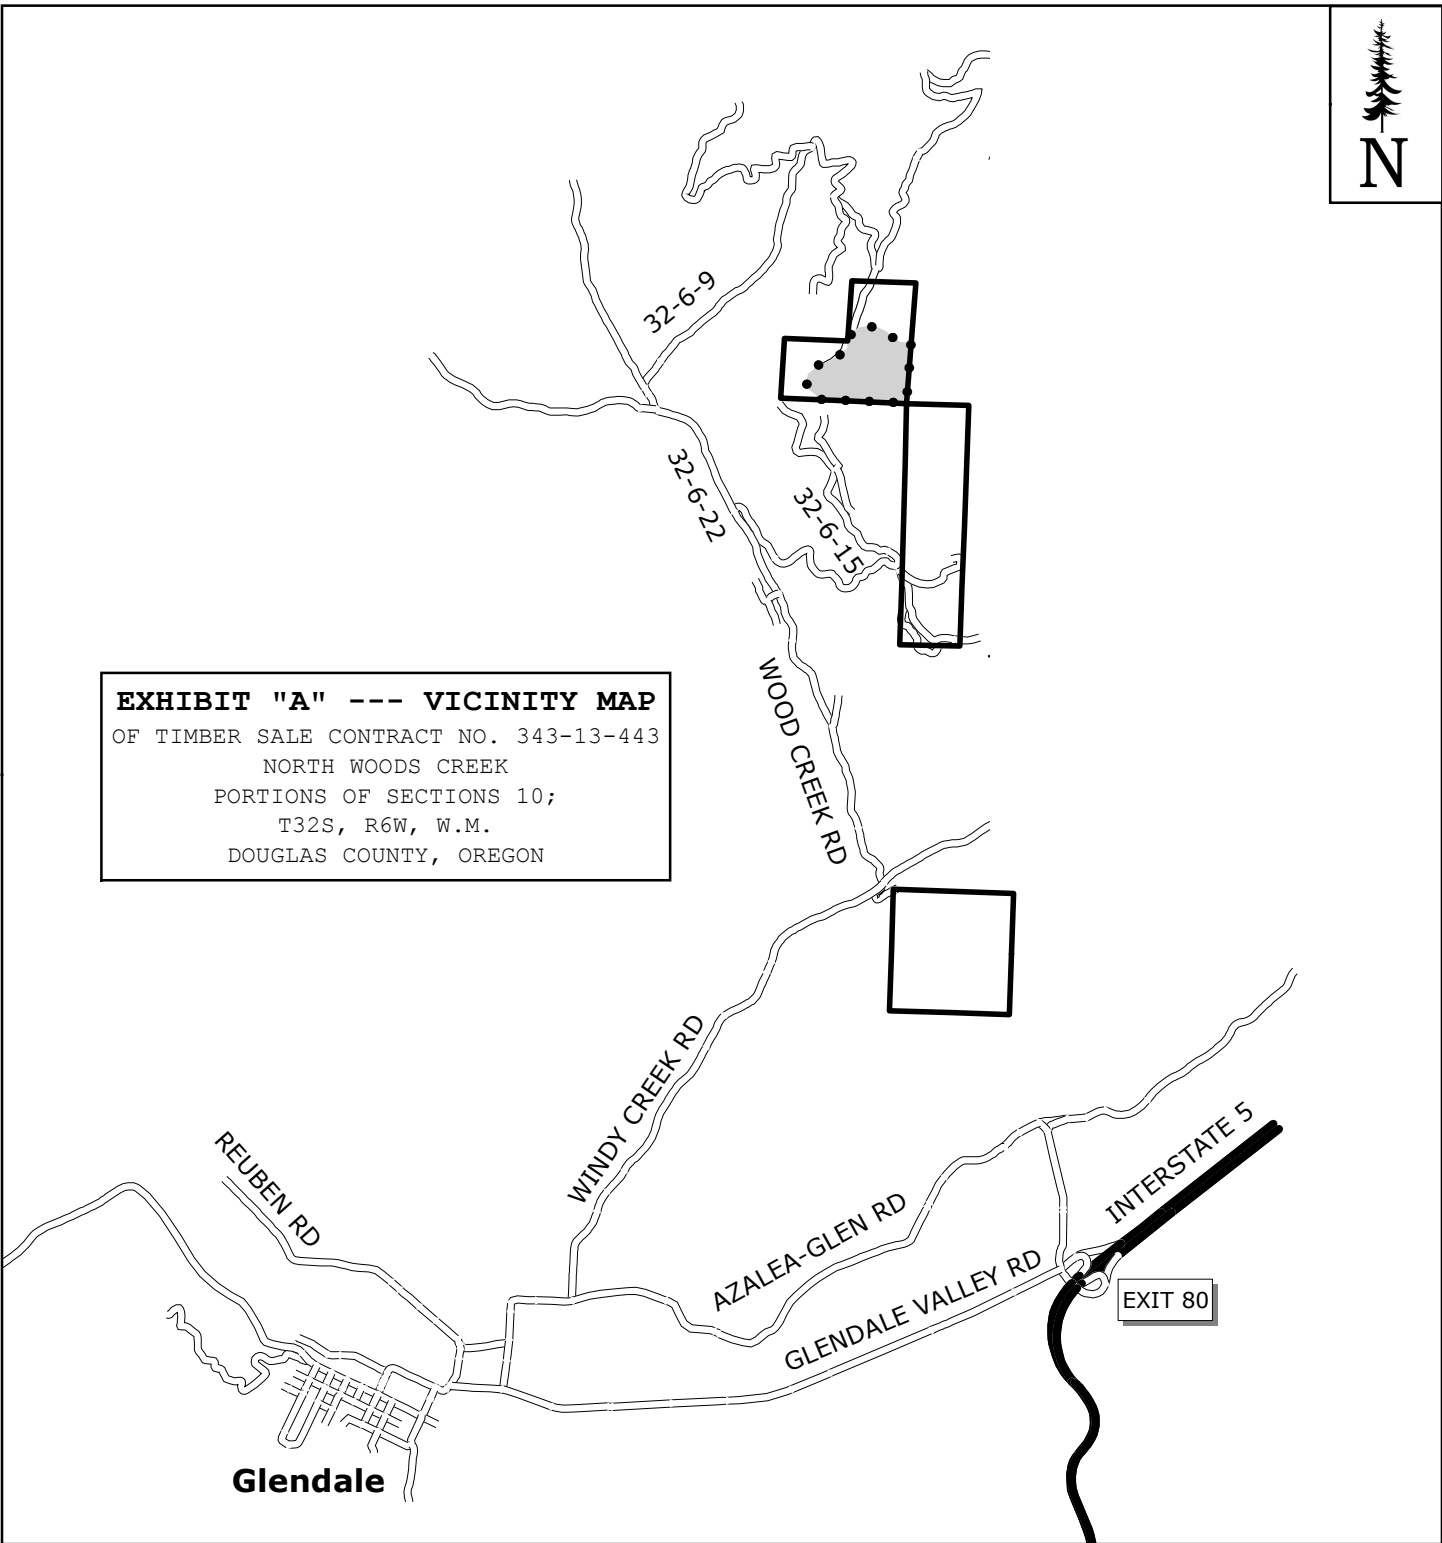 N
32-6-9
32-6-22
32-6-15
EXHIBIT "A" --- VICINITY MAP
OF TIMBER SALE CONTRACT NO. 343-13-443
NORTH WOODS CREEK
PORTIONS OF SECTIONS 10;
T32S, R6W, W.M.
DOUGLAS COUNTY, OREGON
WOOD CREEK RD
WINDY CREEK RD
REUBEN RD
AZALEA-GLEN RD
INTERSTATE 5
GLENDALE VALLEY RD
EXIT 80
Glendale